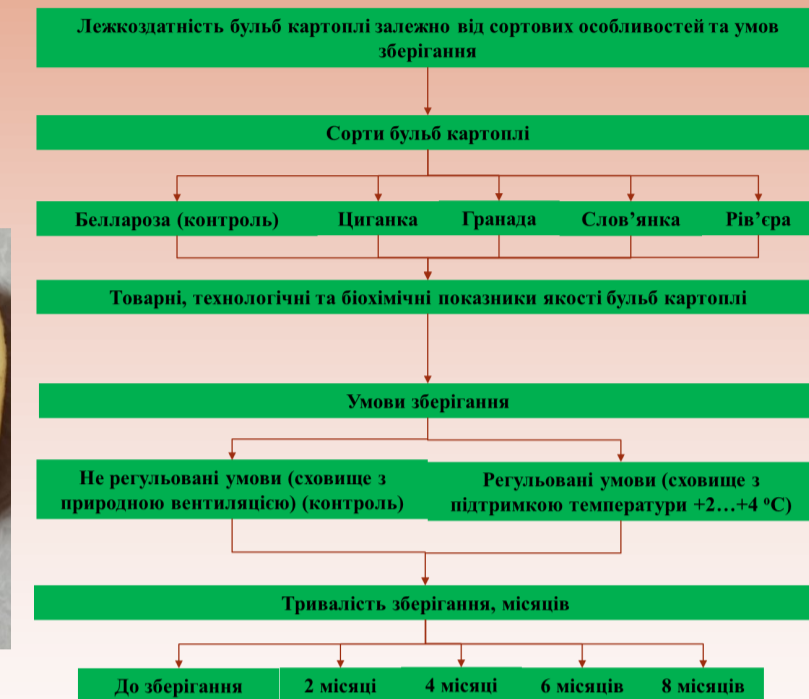 Лежкоздатність бульб картоплі залежно від сортових особливостей та умов
зберігання
Сорти бульб картоплі
Беллароза (контроль) Циганка Гранада Слов’янка Рів’єра
Товарні, технологічні та біохімічні показники якості бульб картоплі
Умови зберігання
Не регульовані умови (сховище з
природною вентиляцією) (контроль)
Регульовані умови (сховище з
підтримкою температури +2…+4 ºС)
Тривалість зберігання, місяців
До зберігання 2 місяці 4 місяці 6 місяців 8 місяців